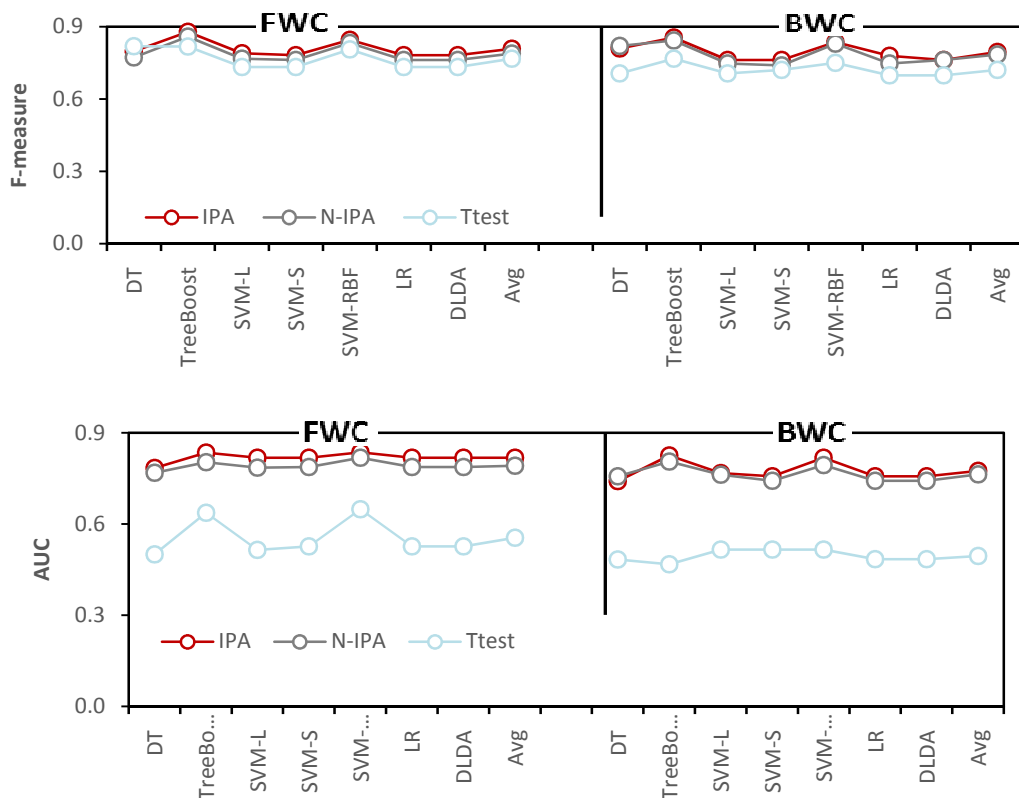 FWC
BWC
0.9
0.6
0.3
0.0
F-measure
IPA
N-IPA
Ttest
DT
TreeBoost
SVM-L
SVM-S
SVM-RBF
LR
DLDA
Avg
DT
TreeBoost
SVM-L
SVM-S
SVM-RBF
LR
DLDA
Avg
FWC
BWC
0.9
0.6
0.3
0.0
AUC
IPA
N-IPA
Ttest
DT
TreeBo...
SVM-L
SVM-S
SVM-...
LR
DLDA
Avg
DT
TreeBo...
SVM-L
SVM-S
SVM-...
LR
DLDA
Avg